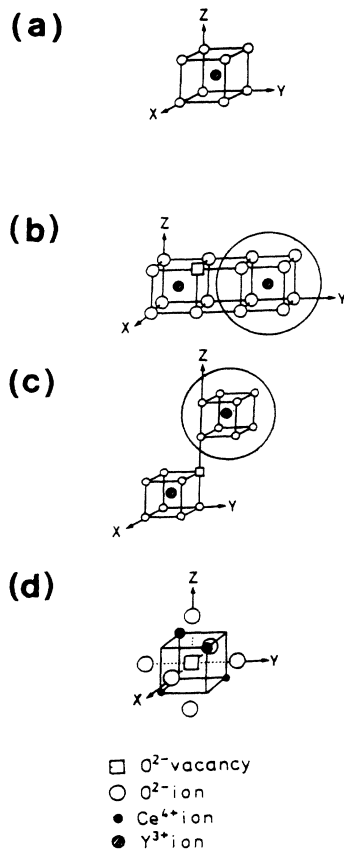 (a)
Z
Y
X
(b)
Z
Y
X
(c)
Z
Y
X
(d)
Z
Y
X
O²⁻ vacancy
O²⁻ ion
Ce⁴⁺ ion
Y³⁺ ion